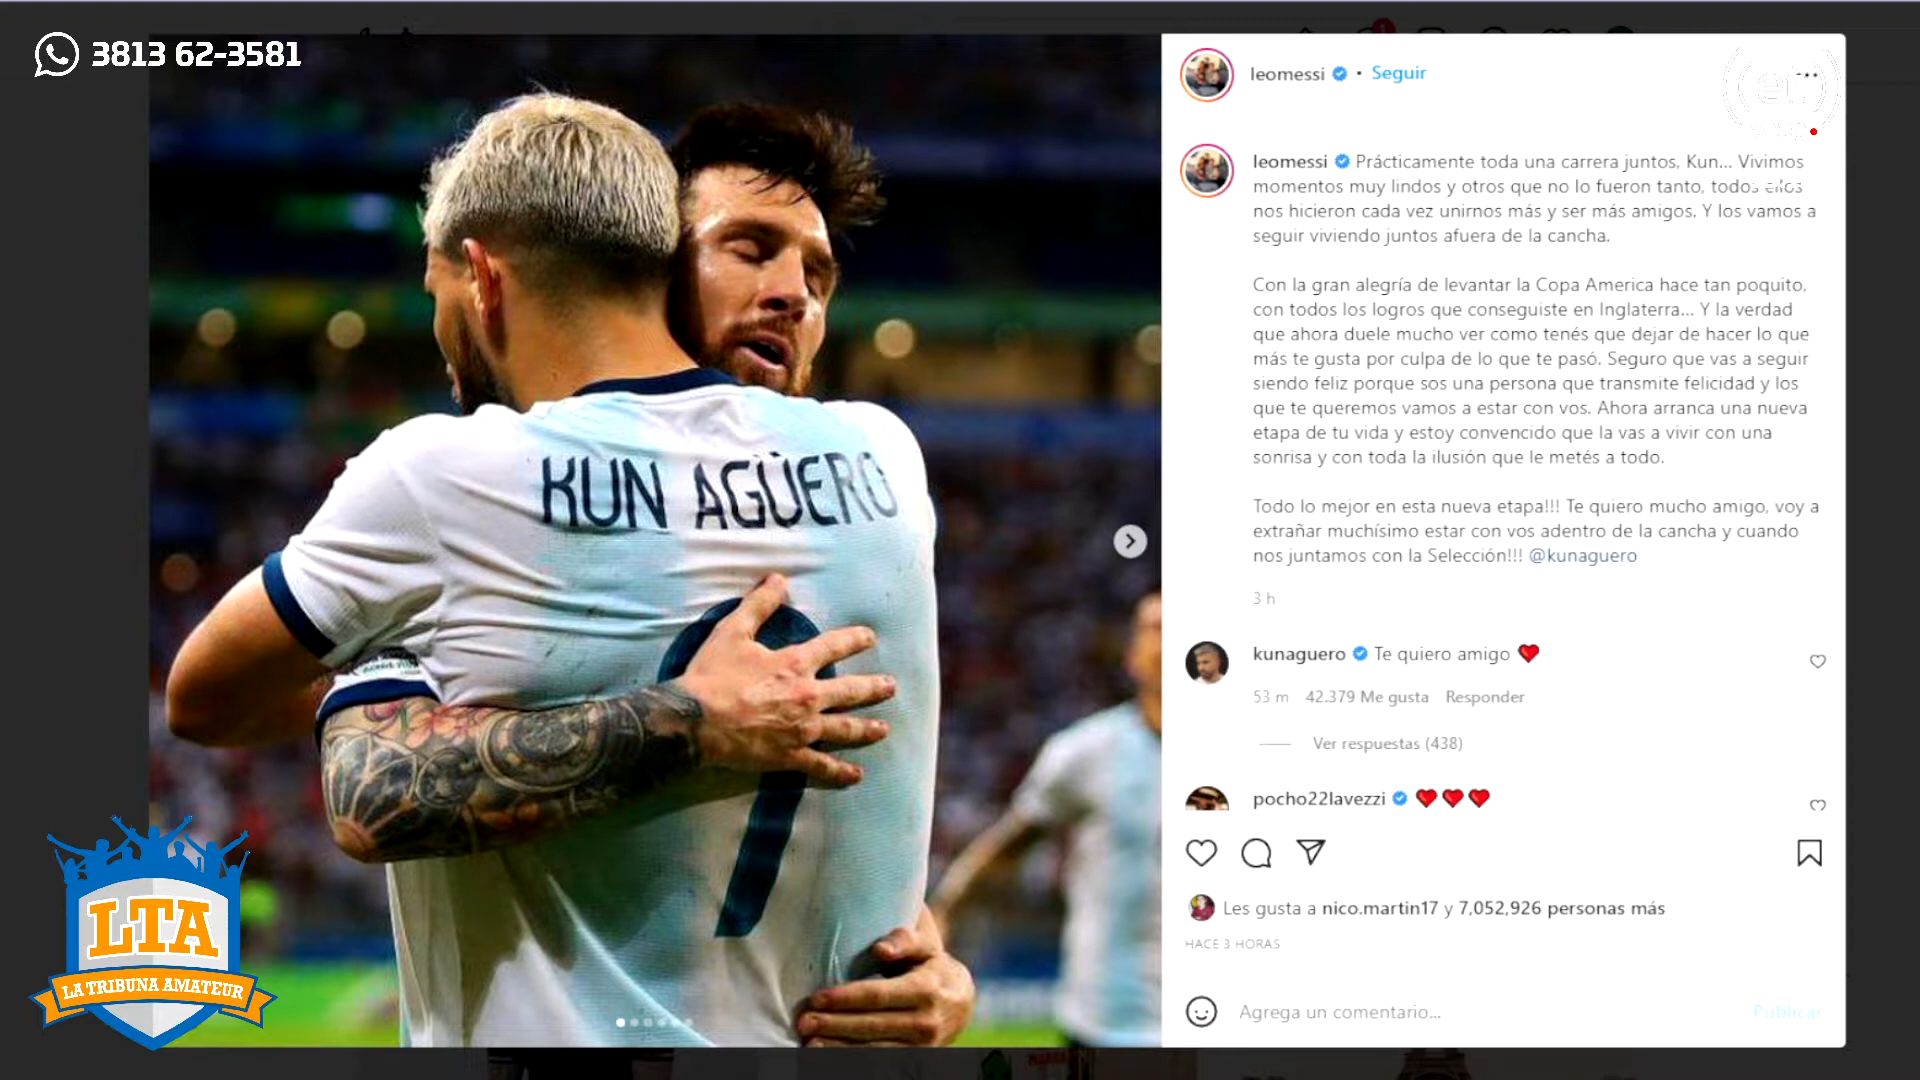 3813 62-3581
leomessi • Seguir
leomessi Prácticamente toda una carrera juntos, Kun... Vivimos
momentos muy lindos y otros que no lo fueron tanto, todos ellos
nos hicieron cada vez unirnos más y ser más amigos. Y los vamos a
seguir viviendo juntos afuera de la cancha.
Con la gran alegría de levantar la Copa America hace tan poquito,
con todos los logros que conseguiste en Inglaterra... Y la verdad
que ahora duele mucho ver como tenés que dejar de hacer lo que
más te gusta por culpa de lo que te pasó. Seguro que vas a seguir
siendo feliz porque sos una persona que transmite felicidad y los
que te queremos vamos a estar con vos. Ahora arranca una nueva
etapa de tu vida y estoy convencido que la vas a vivir con una
sonrisa y con toda la ilusión que le metés a todo.
Todo lo mejor en esta nueva etapa!!! Te quiero mucho amigo, voy a
extrañar muchísimo estar con vos adentro de la cancha y cuando
nos juntamos con la Selección!!! @kunaguero
3 h
kunaguero Te quiero amigo ❤
53 m 42.379 Me gusta Responder
Ver respuestas (438)
pocho22lavezzi ❤❤❤
Les gusta a nico.martin17 y 7,052,926 personas más
HACE 3 HORAS
Agrega un comentario...
Publicar
KUN AGÜERO
9
LTA
LA TRIBUNA AMATEUR
et